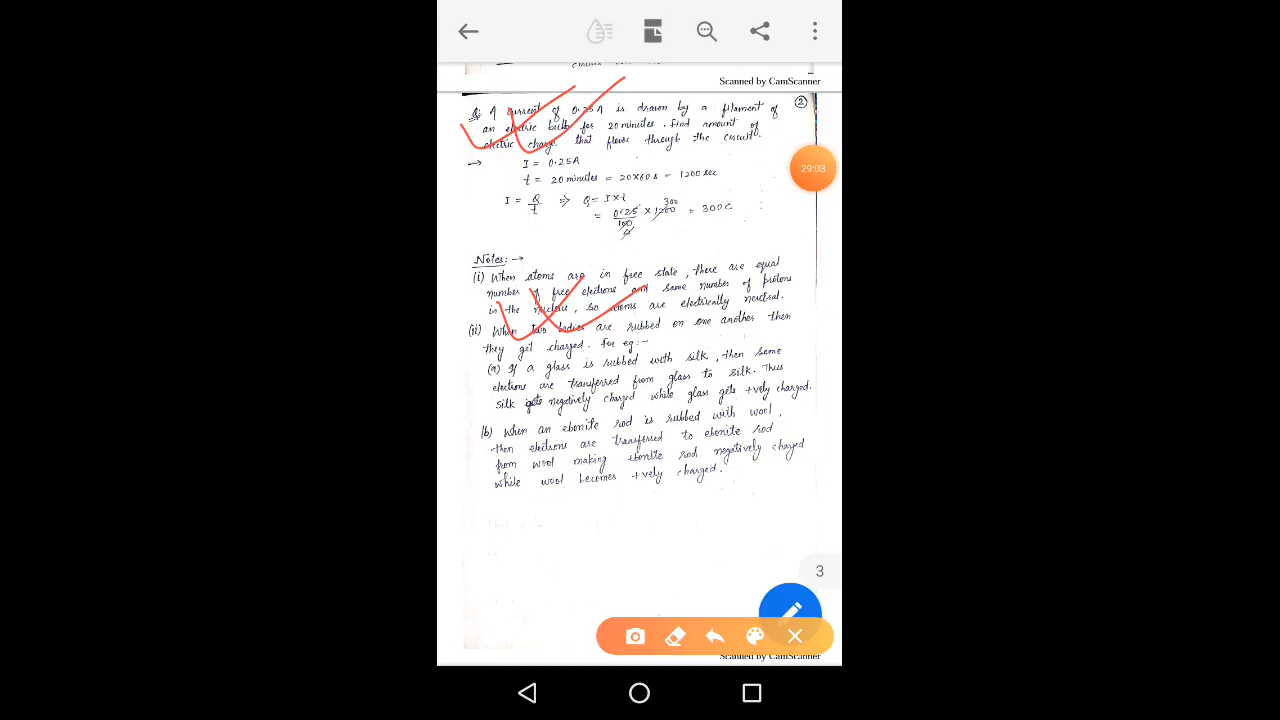 Scanned by CamScanner
②
Q: A current of 0.25A is drawn by a filament of
an electric bulb for 20 minutes. Find amount of
electric charge that flows through the circuit.
→ I = 0.25A
t = 20 minutes = 20×60s = 1200 sec
I = Q/t ⇒ Q = I×t
= 0.25/100 × 1200 = 300C
300
4
29:03
Notes:→
(i) When atoms are in free state, there are equal
number of free electrons and same number of protons
in the nucleus, so atoms are electrically neutral.
(ii) When two bodies are rubbed on one another then
they get charged. for eg:-
(a) If a glass is rubbed with silk, then some
electrons are transferred from glass to silk. Thus
silk gets negatively charged while glass gets +vely charged.
(b) When an ebonite rod is rubbed with wool,
then electrons are transferred to ebonite rod
from wool making ebonite rod negatively charged
while wool becomes +vely charged.
3
Scanned by CamScanner